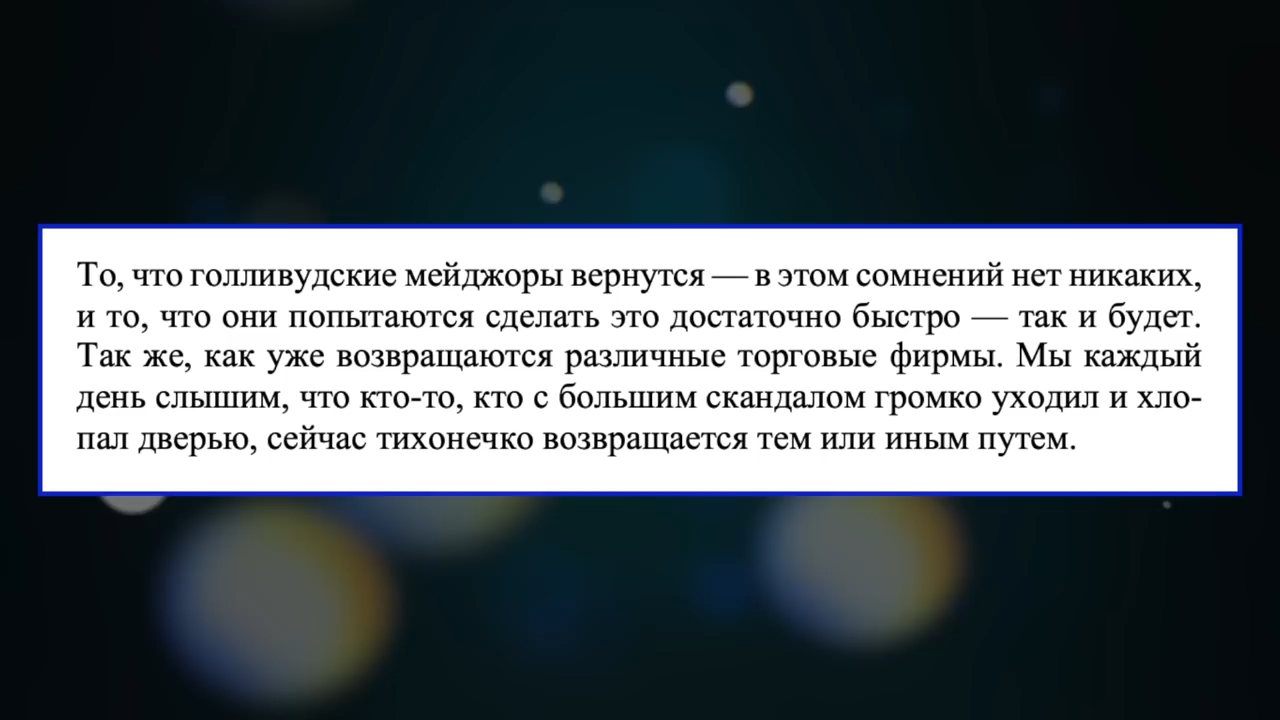 То, что голливудские мейджоры вернутся — в этом сомнений нет никаких,
и то, что они попытаются сделать это достаточно быстро — так и будет.
Так же, как уже возвращаются различные торговые фирмы. Мы каждый
день слышим, что кто-то, кто с большим скандалом громко уходил и хло-
пал дверью, сейчас тихонечко возвращается тем или иным путем.